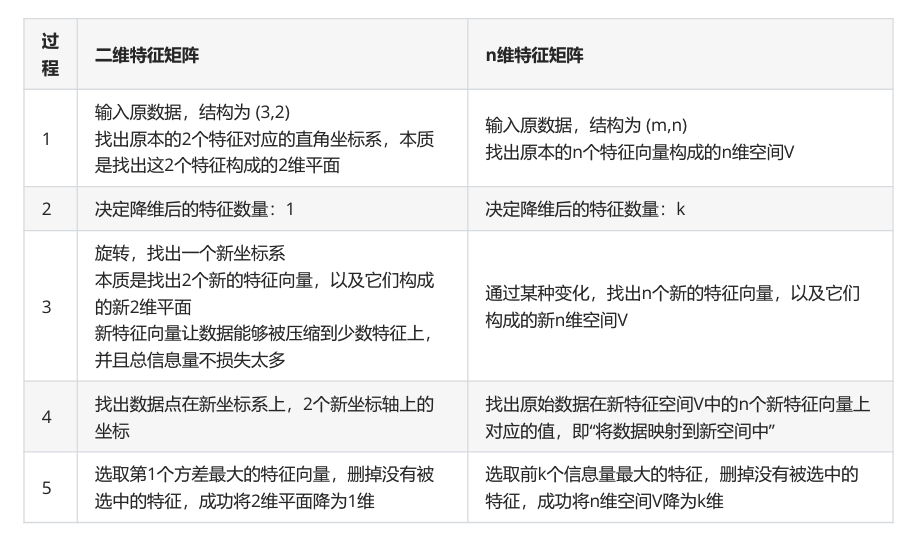 过
程
二维特征矩阵
n维特征矩阵
1
输入原数据，结构为 (3,2)
找出原本的2个特征对应的直角坐标系，本质
是找出这2个特征构成的2维平面
输入原数据，结构为 (m,n)
找出原本的n个特征向量构成的n维空间V
2
决定降维后的特征数量：1
决定降维后的特征数量：k
3
旋转，找出一个新坐标系
本质是找出2个新的特征向量，以及它们构成
的新2维平面
新特征向量让数据能够被压缩到少数特征上，
并且总信息量不损失太多
通过某种变化，找出n个新的特征向量，以及它们
构成的新n维空间V
4
找出数据点在新坐标系上，2个新坐标轴上的
坐标
找出原始数据在新特征空间V中的n个新特征向量上
对应的值，即“将数据映射到新空间中”
5
选取第1个方差最大的特征向量，删掉没有被
选中的特征，成功将2维平面降为1维
选取前k个信息量最大的特征，删掉没有被选中的
特征，成功将n维空间V降为k维